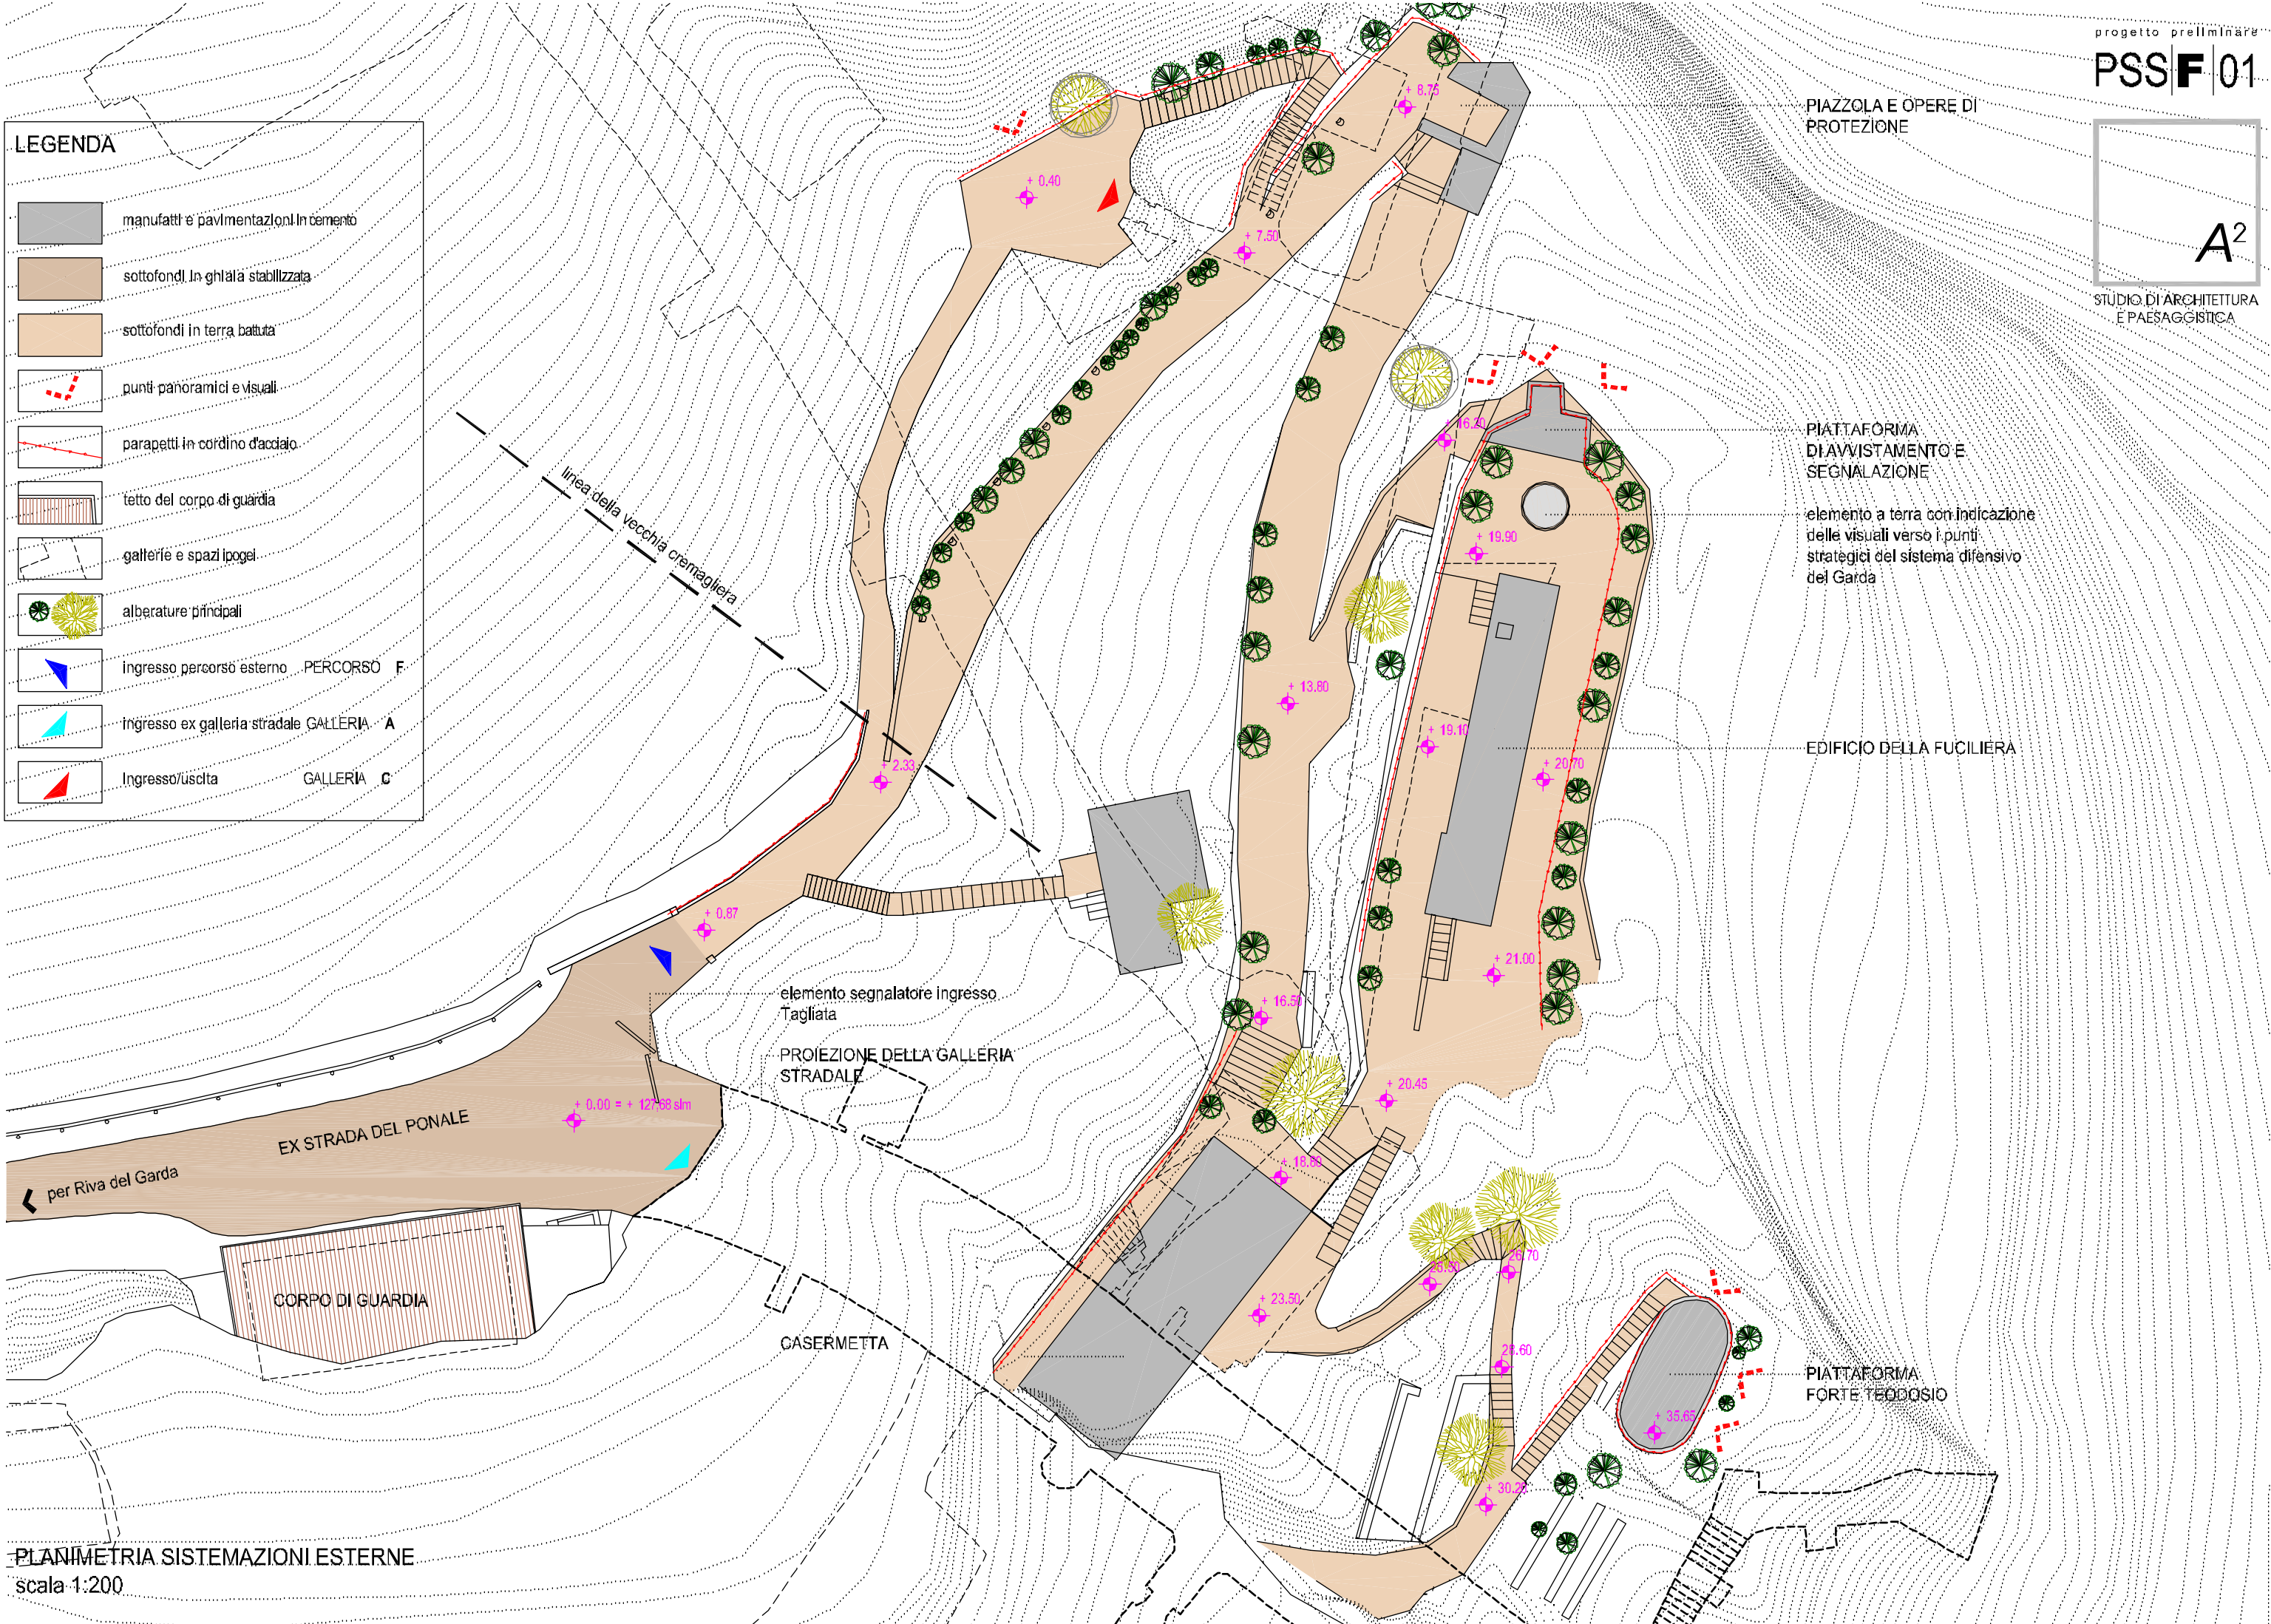 progetto preliminare
PSS|F|01
A²
STUDIO DI ARCHITETTURA
E PAESAGGISTICA
LEGENDA
manufatti e pavimentazioni in cemento
sottofondi in ghiaia stabilizzata
sottofondi in terra battuta
punti panoramici e visuali
parapetti in cordino d'acciaio
tetto del corpo di guardia
gallerie e spazi ipogei
alberature principali
ingresso percorso esterno PERCORSO F
ingresso ex galleria stradale GALLERIA A
Ingresso/uscita GALLERIA C
PIAZZOLA E OPERE DI
PROTEZIONE
PIATTAFORMA
DI AVVISTAMENTO E
SEGNALAZIONE
elemento a terra con indicazione
delle visuali verso i punti
strategici del sistema difensivo
del Garda
EDIFICIO DELLA FUCILIERA
PIATTAFORMA
FORTE TEODOSIO
linea della vecchia cremagliera
+ 8.75
+ 0.40
+ 7.50
+ 16.20
+ 19.90
+ 13.80
+ 19.10
+ 20.70
+ 2.33
+ 0.87
+ 21.00
+ 16.50
+ 20.45
+ 0.00 = + 127,68 slm
+ 18.60
+ 26.70
+ 23.50
+ 28.60
+ 35.65
+ 30.20
elemento segnalatore ingresso
Tagliata
PROIEZIONE DELLA GALLERIA
STRADALE
EX STRADA DEL PONALE
per Riva del Garda
CORPO DI GUARDIA
CASERMETTA
PLANIMETRIA SISTEMAZIONI ESTERNE
scala 1:200